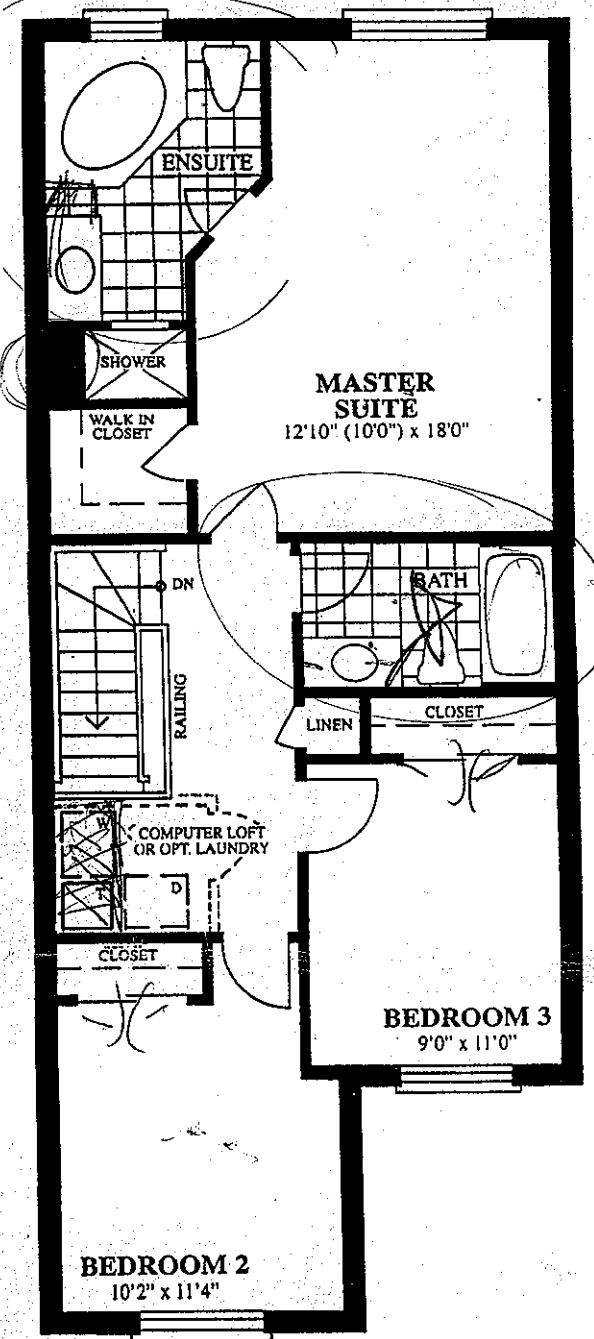 ENSUITE
SHOWER
MASTER
SUITE
12'10" (10'0") x 18'0"
WALK IN
CLOSET
DN
BATH
RAILING
LINEN
CLOSET
W
COMPUTER LOFT
OR OPT. LAUNDRY
T
D
CLOSET
BEDROOM 3
9'0" x 11'0"
BEDROOM 2
10'2" x 11'4"